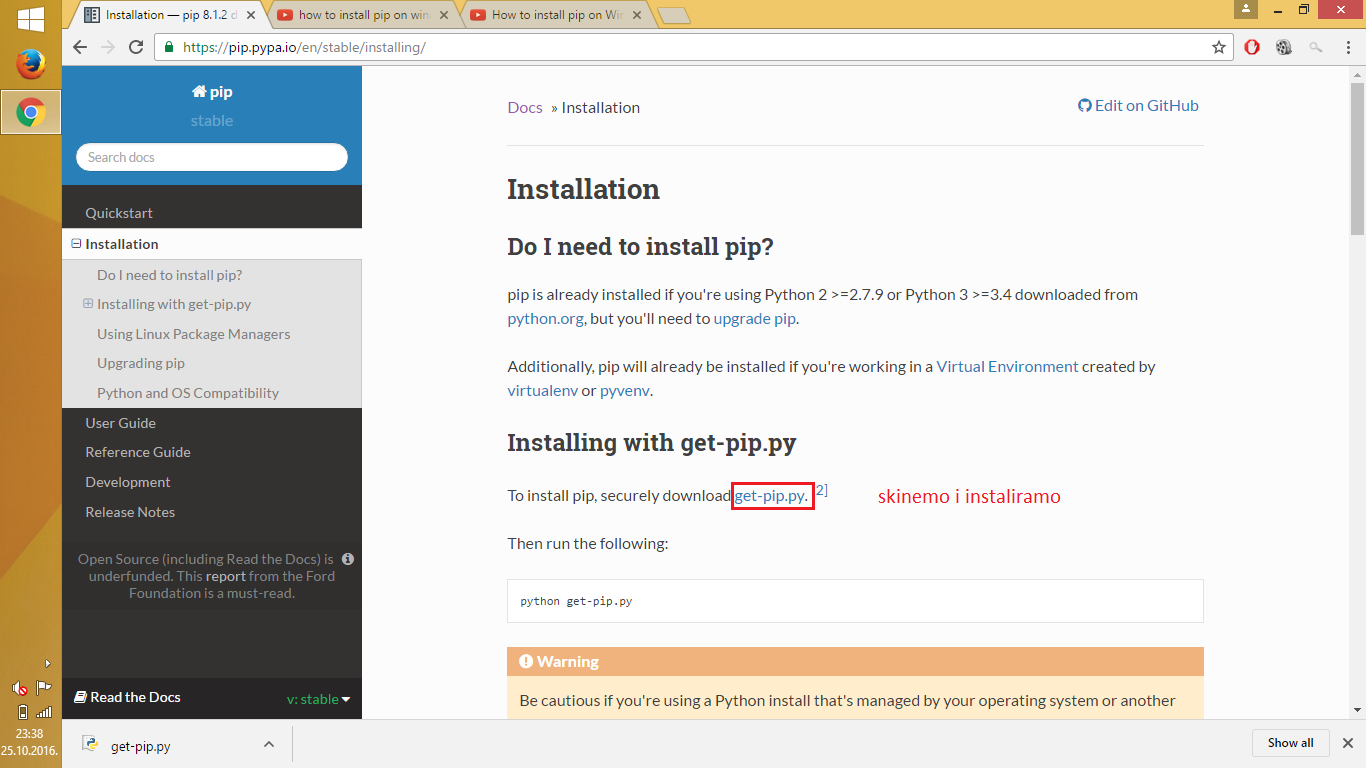 Installation — pip 8.1.2 d
how to install pip on win
How to install pip on Win
https://pip.pypa.io/en/stable/installing/
pip
stable
Search docs
Quickstart
Installation
Do I need to install pip?
Installing with get-pip.py
Using Linux Package Managers
Upgrading pip
Python and OS Compatibility
User Guide
Reference Guide
Development
Release Notes
Open Source (including Read the Docs) is
underfunded. This report from the Ford
Foundation is a must-read.
Read the Docs
v: stable
Docs » Installation
Edit on GitHub
Installation
Do I need to install pip?
pip is already installed if you're using Python 2 >=2.7.9 or Python 3 >=3.4 downloaded from
python.org, but you'll need to upgrade pip.
Additionally, pip will already be installed if you're working in a Virtual Environment created by
virtualenv or pyvenv.
Installing with get-pip.py
To install pip, securely download get-pip.py. 2]
skinemo i instaliramo
Then run the following:
python get-pip.py
Warning
Be cautious if you're using a Python install that's managed by your operating system or another
23:38
25.10.2016.
get-pip.py
Show all